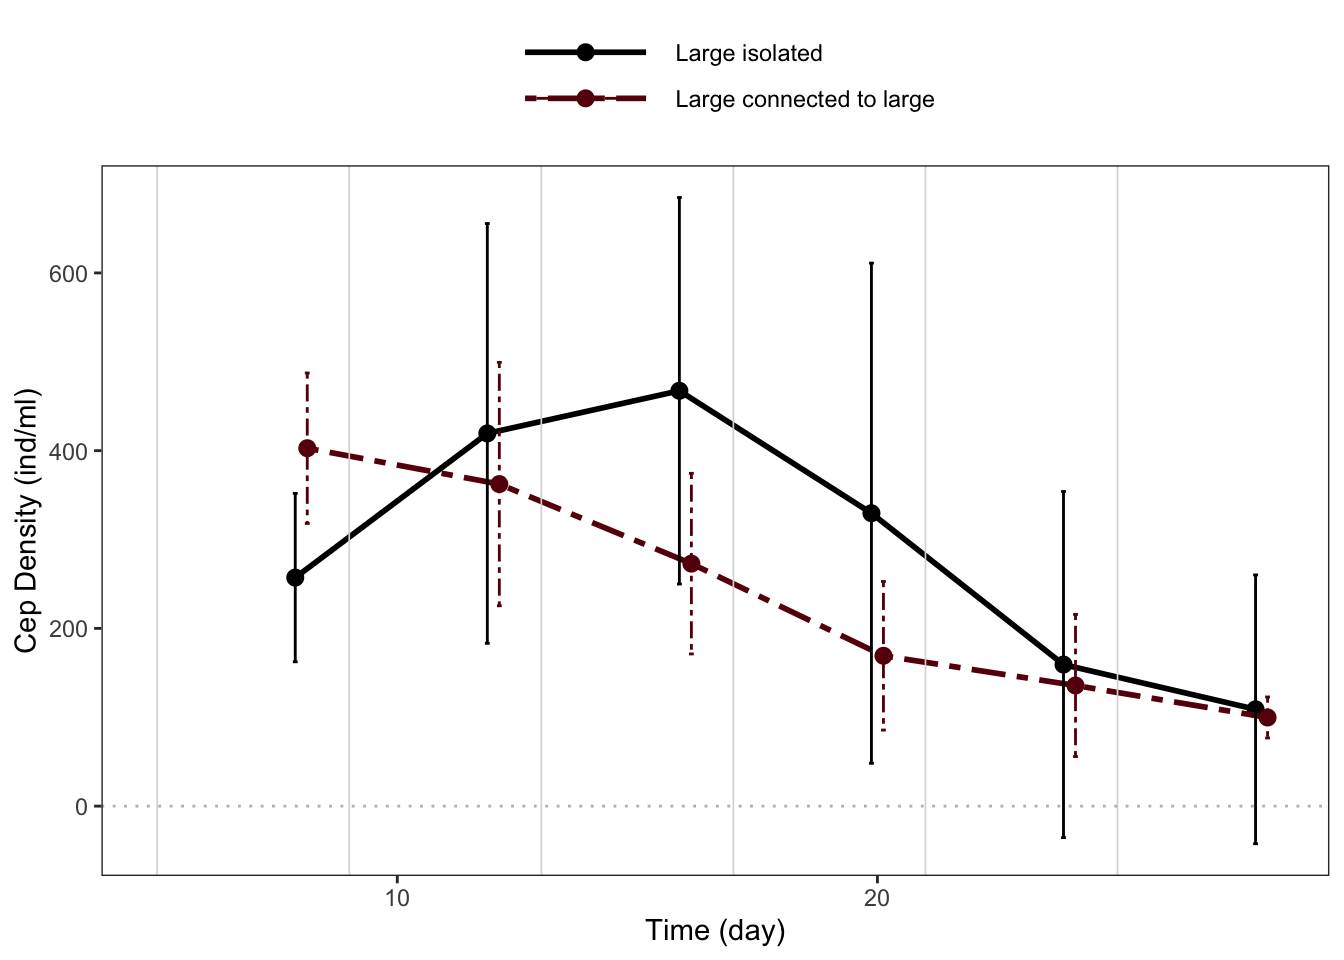 Large isolated
Large connected to large
Cep Density (ind/ml)
600
400
200
0
10 20
Time (day)